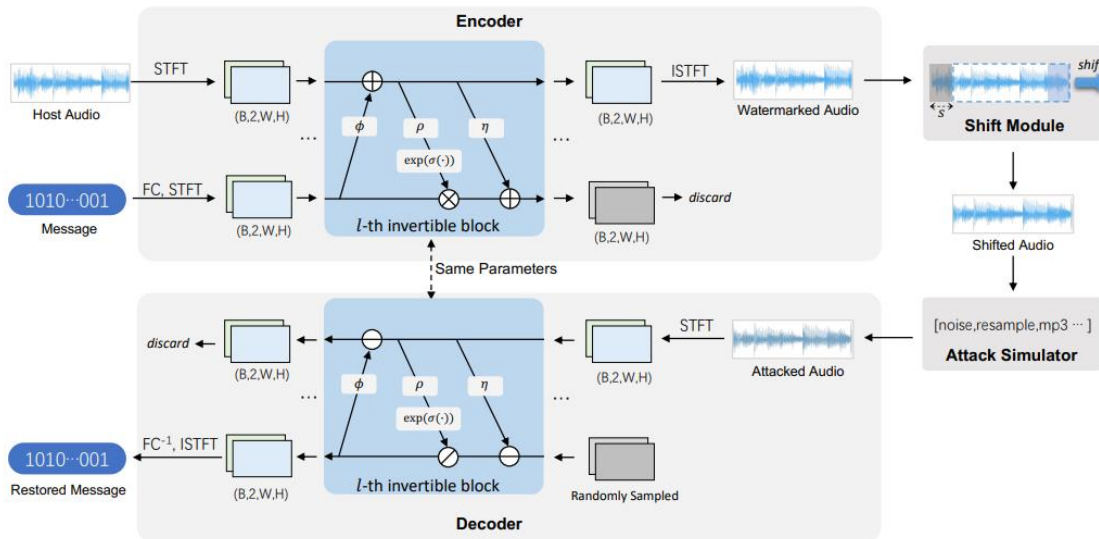 Encoder
STFT
ISTFT
Host Audio
(B,2,W,H)
(B,2,W,H)
Watermarked Audio
shift
s
Shift Module
...
ϕ
ρ
η
...
exp(σ(·))
1010···001
FC, STFT
discard
Message
(B,2,W,H)
l-th invertible block
(B,2,W,H)
Shifted Audio
Same Parameters
[noise,resample,mp3 ··· ]
Attack Simulator
discard
STFT
(B,2,W,H)
(B,2,W,H)
Attacked Audio
...
ϕ
ρ
η
...
exp(σ(·))
1010···001
FC⁻¹, ISTFT
Restored Message
(B,2,W,H)
l-th invertible block
Randomly Sampled
Decoder